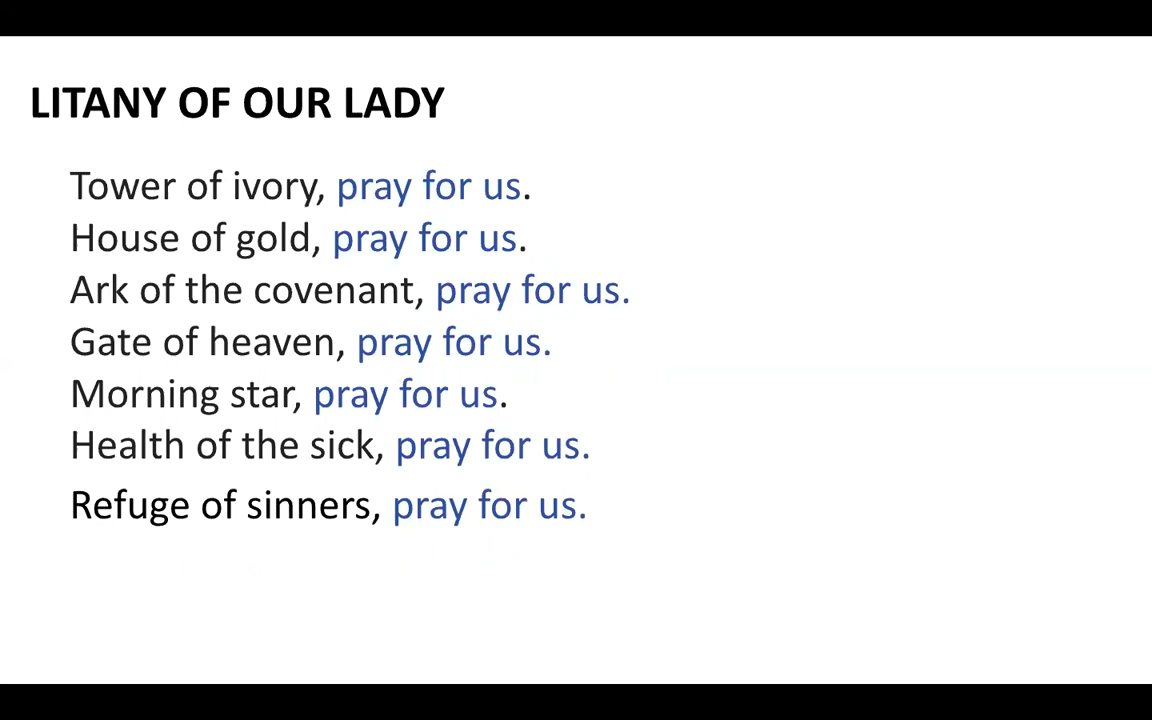 LITANY OF OUR LADY
Tower of ivory, pray for us.
House of gold, pray for us.
Ark of the covenant, pray for us.
Gate of heaven, pray for us.
Morning star, pray for us.
Health of the sick, pray for us.
Refuge of sinners, pray for us.